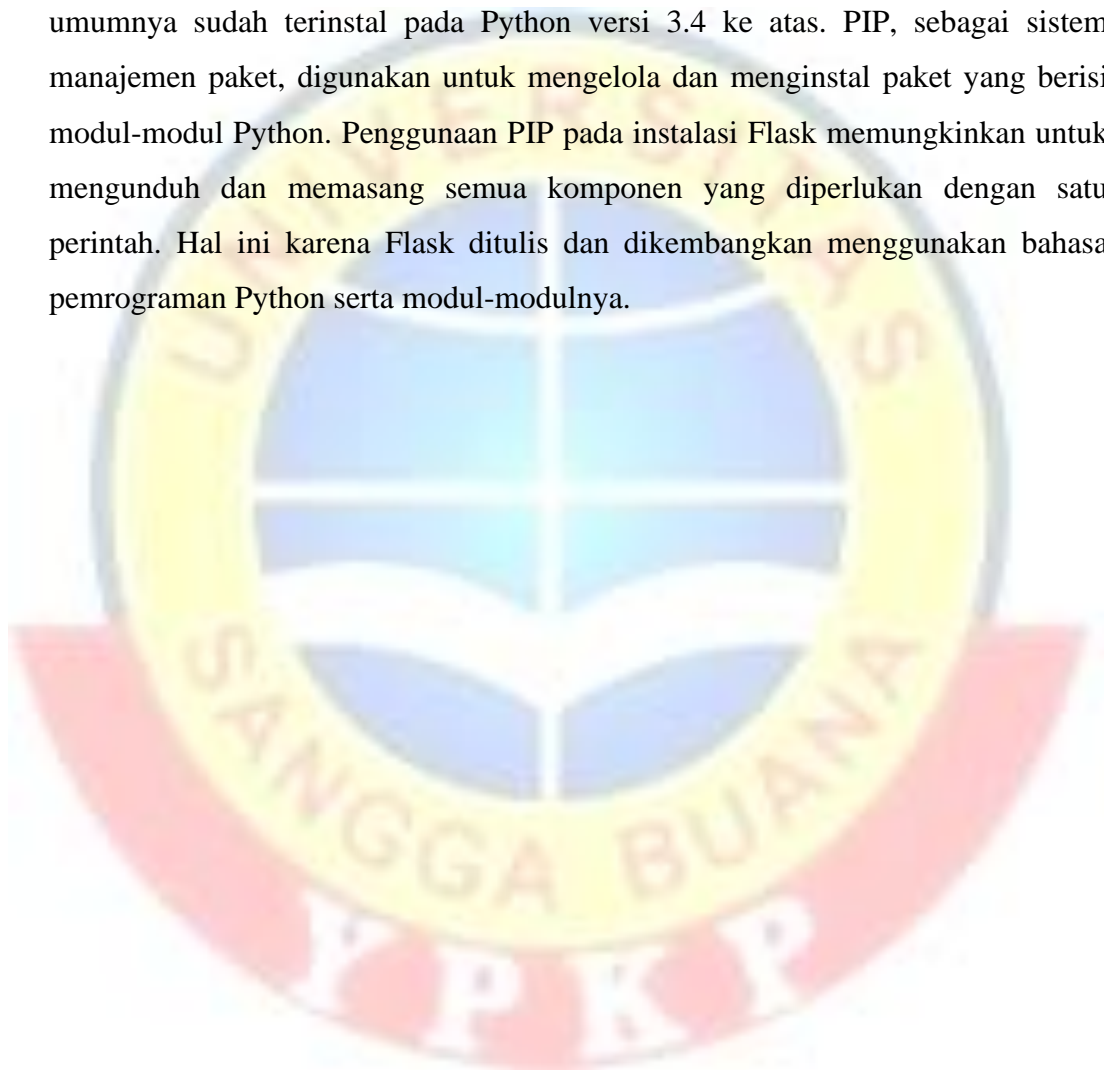 umumnya sudah terinstal pada Python versi 3.4 ke atas. PIP, sebagai sistem
manajemen paket, digunakan untuk mengelola dan menginstal paket yang berisi
modul-modul Python. Penggunaan PIP pada instalasi Flask memungkinkan untuk
mengunduh dan memasang semua komponen yang diperlukan dengan satu
perintah. Hal ini karena Flask ditulis dan dikembangkan menggunakan bahasa
pemrograman Python serta modul-modulnya.
UNIVERSITAS
SANGGA BUANA
YPKP